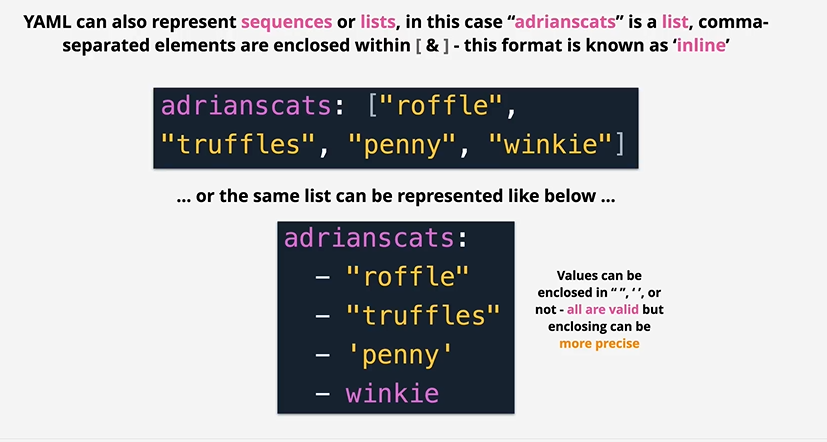 YAML can also represent sequences or lists, in this case “adrianscats” is a list, comma-
separated elements are enclosed within [ & ] - this format is known as ‘inline’
adrianscats: ["roffle",
"truffles", "penny", "winkie"]
... or the same list can be represented like below ...
adrianscats:
– "roffle"
– "truffles"
– 'penny'
– winkie
Values can be
enclosed in “ ”, ‘ ’, or
not - all are valid but
enclosing can be
more precise